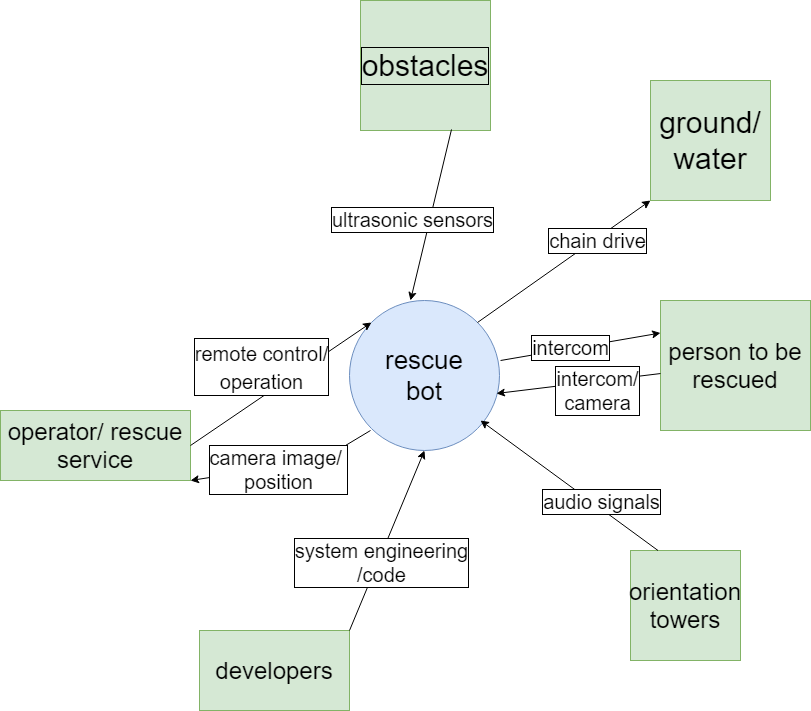 obstacles
ground/
water
ultrasonic sensors
chain drive
rescue
bot
intercom
person to be
rescued
intercom/
camera
remote control/
operation
operator/ rescue
service
camera image/
position
audio signals
system engineering
/code
orientation
towers
developers